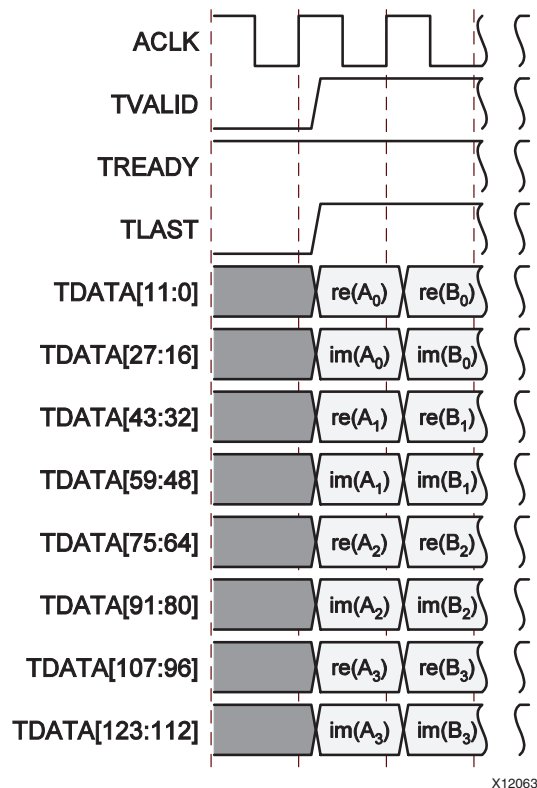 ACLK
TVALID
TREADY
TLAST
TDATA[11:0] re(A₀) re(B₀)
TDATA[27:16] im(A₀) im(B₀)
TDATA[43:32] re(A₁) re(B₁)
TDATA[59:48] im(A₁) im(B₁)
TDATA[75:64] re(A₂) re(B₂)
TDATA[91:80] im(A₂) im(B₂)
TDATA[107:96] re(A₃) re(B₃)
TDATA[123:112] im(A₃) im(B₃)
X12063